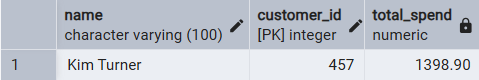 name customer_id total_spend
character varying (100) [PK] integer numeric
1 Kim Turner 457 1398.90